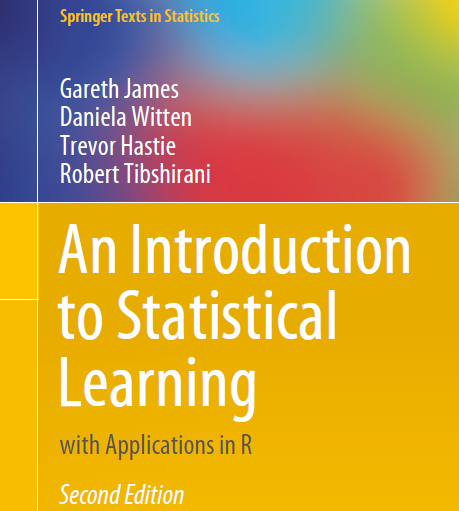 Springer Texts in Statistics
Gareth James
Daniela Witten
Trevor Hastie
Robert Tibshirani
An Introduction
to Statistical
Learning
with Applications in R
Second Edition